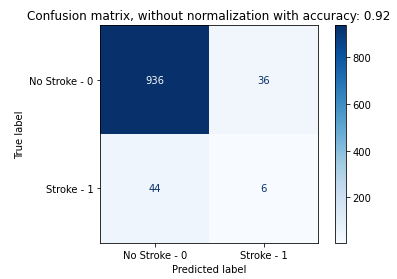 Confusion matrix, without normalization with accuracy: 0.92
No Stroke - 0
936
36
Stroke - 1
44
6
True label
No Stroke - 0
Stroke - 1
Predicted label
800
600
400
200